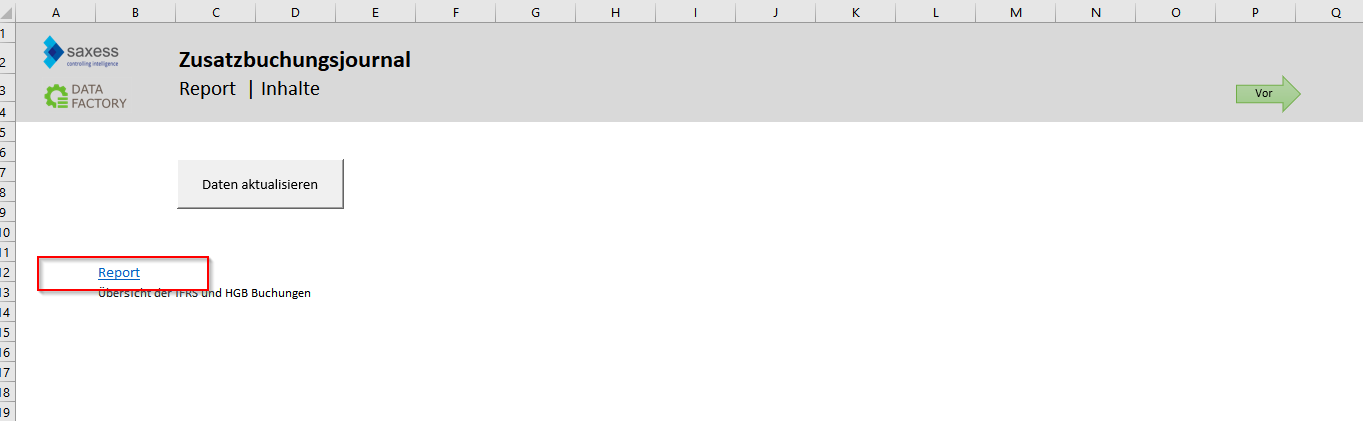 A B C D E F G H I J K L M N O P Q
1
2
3
4
5
6
7
8
9
10
11
12
13
14
15
16
17
18
19
saxess
controlling intelligence
DATA
FACTORY
Zusatzbuchungsjournal
Report | Inhalte
Vor
Daten aktualisieren
Report
Übersicht der IFRS und HGB Buchungen